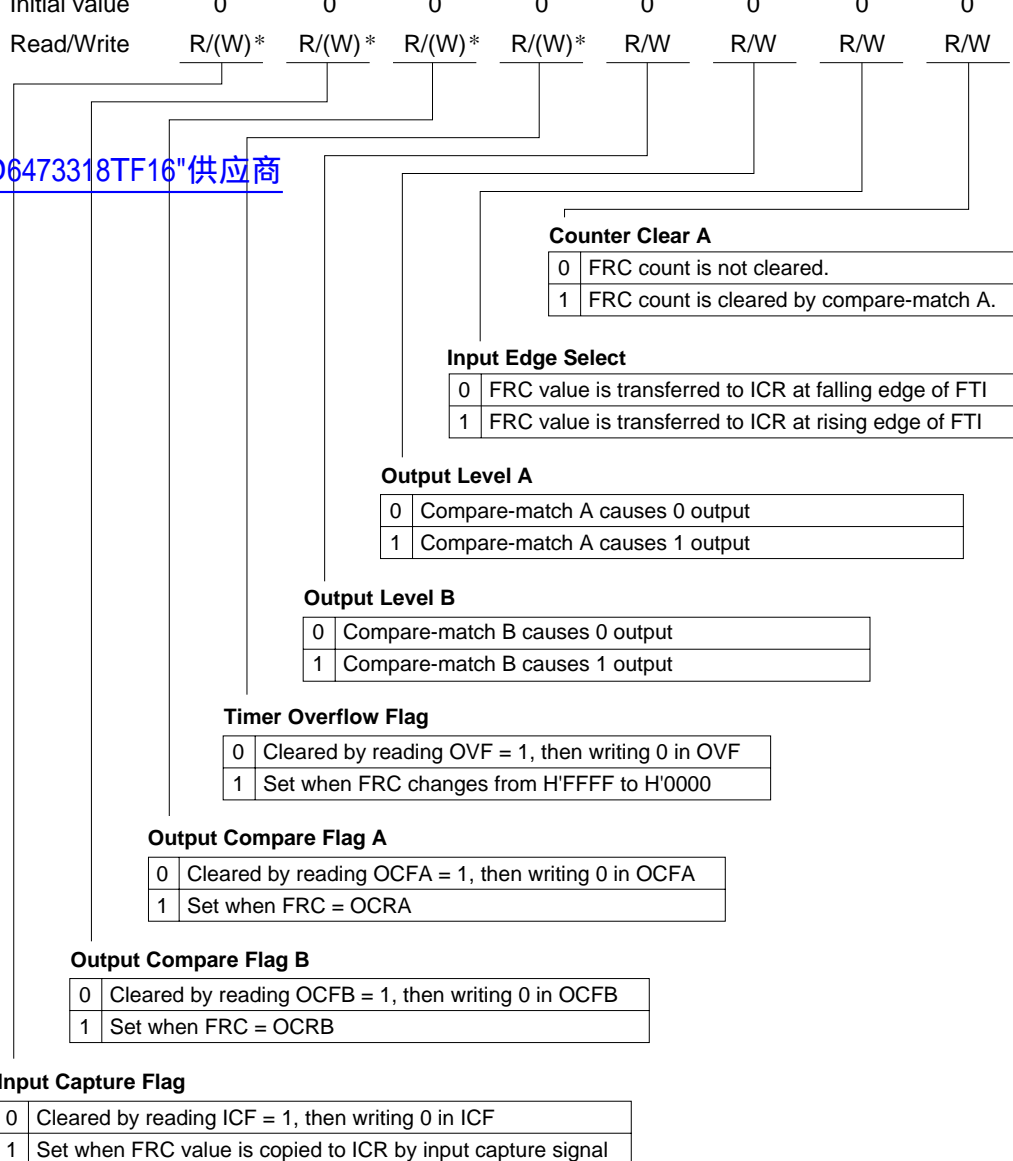 Initial value 0 0 0 0 0 0 0 0
Read/Write R/(W)* R/(W)* R/(W)* R/(W)* R/W R/W R/W R/W
6473318TF16"供应商
Counter Clear A
0 FRC count is not cleared.
1 FRC count is cleared by compare-match A.
Input Edge Select
0 FRC value is transferred to ICR at falling edge of FTI
1 FRC value is transferred to ICR at rising edge of FTI
Output Level A
0 Compare-match A causes 0 output
1 Compare-match A causes 1 output
Output Level B
0 Compare-match B causes 0 output
1 Compare-match B causes 1 output
Timer Overflow Flag
0 Cleared by reading OVF = 1, then writing 0 in OVF
1 Set when FRC changes from H'FFFF to H'0000
Output Compare Flag A
0 Cleared by reading OCFA = 1, then writing 0 in OCFA
1 Set when FRC = OCRA
Output Compare Flag B
0 Cleared by reading OCFB = 1, then writing 0 in OCFB
1 Set when FRC = OCRB
Input Capture Flag
0 Cleared by reading ICF = 1, then writing 0 in ICF
1 Set when FRC value is copied to ICR by input capture signal